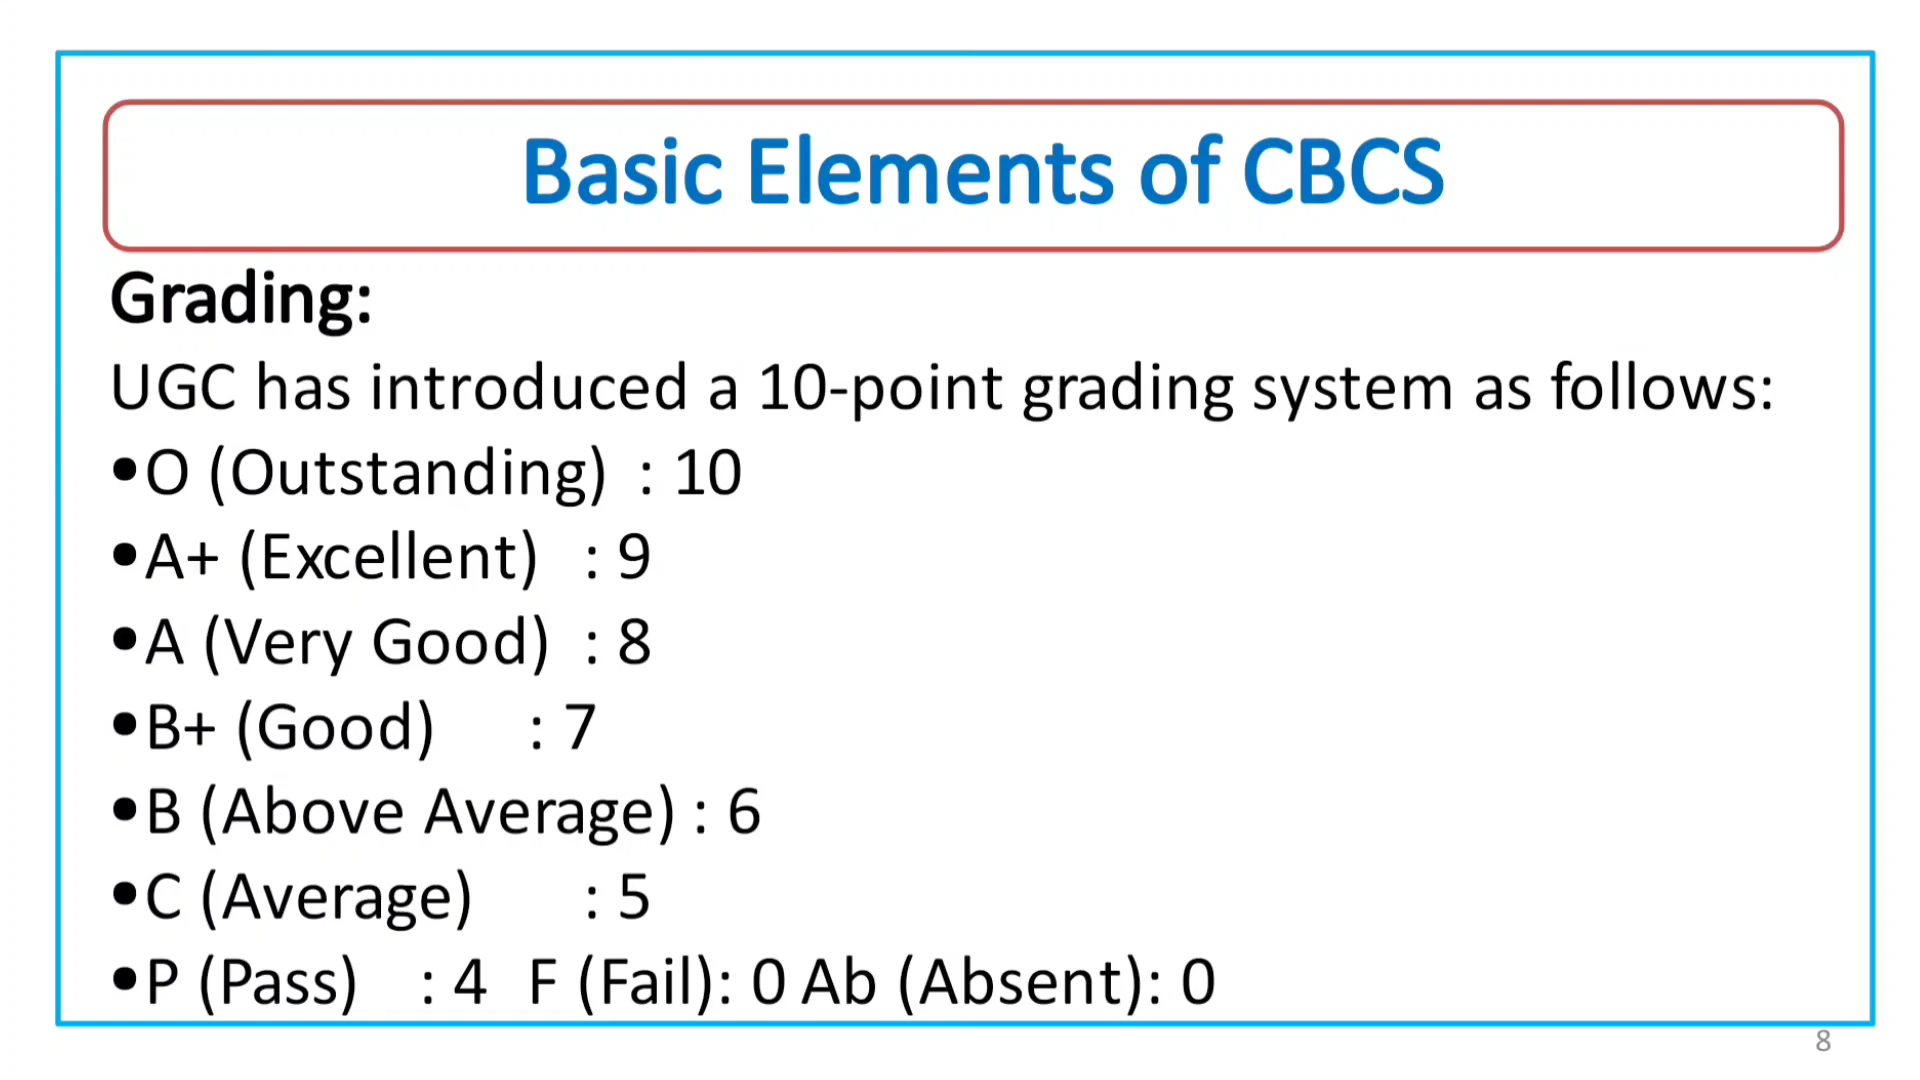 Basic Elements of CBCS
Grading:
UGC has introduced a 10-point grading system as follows:
•O (Outstanding) : 10
•A+ (Excellent) : 9
•A (Very Good) : 8
•B+ (Good) : 7
•B (Above Average) : 6
•C (Average) : 5
•P (Pass) : 4 F (Fail): 0 Ab (Absent): 0
8